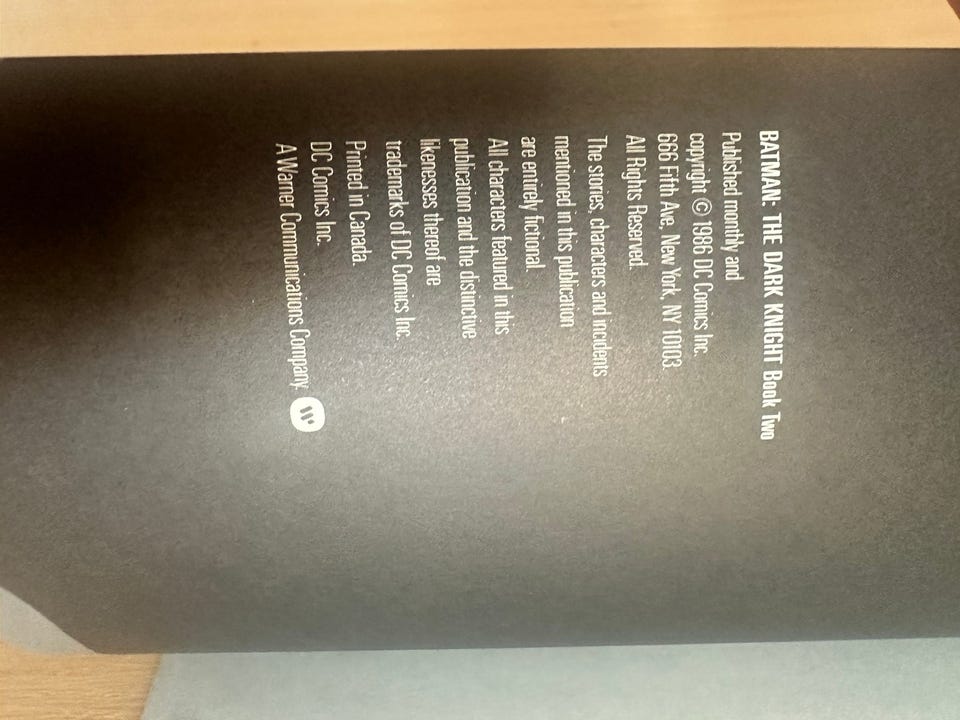 BATMAN: THE DARK KNIGHT Book Two
Published monthly and
copyright © 1986 DC Comics Inc.
666 Fifth Ave., New York, NY 10103.
All Rights Reserved.
The stories, characters and incidents
mentioned in this publication
are entirely fictional.
All characters featured in this
publication and the distinctive
likenesses thereof are
trademarks of DC Comics Inc.
Printed in Canada.
DC Comics Inc.
A Warner Communications Company.